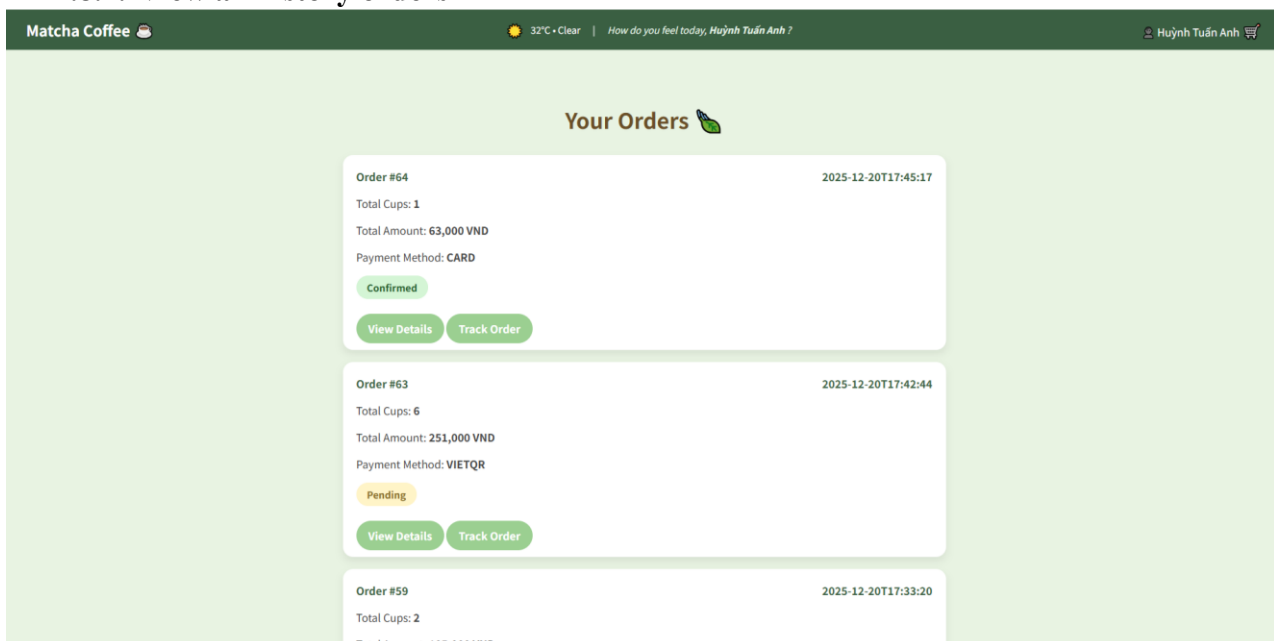 Matcha Coffee
32°C • Clear | How do you feel today, Huỳnh Tuấn Anh ?
Huỳnh Tuấn Anh
Your Orders
Order #64
2025-12-20T17:45:17
Total Cups: 1
Total Amount: 63,000 VND
Payment Method: CARD
Confirmed
View Details Track Order
Order #63
2025-12-20T17:42:44
Total Cups: 6
Total Amount: 251,000 VND
Payment Method: VIETQR
Pending
View Details Track Order
Order #59
2025-12-20T17:33:20
Total Cups: 2